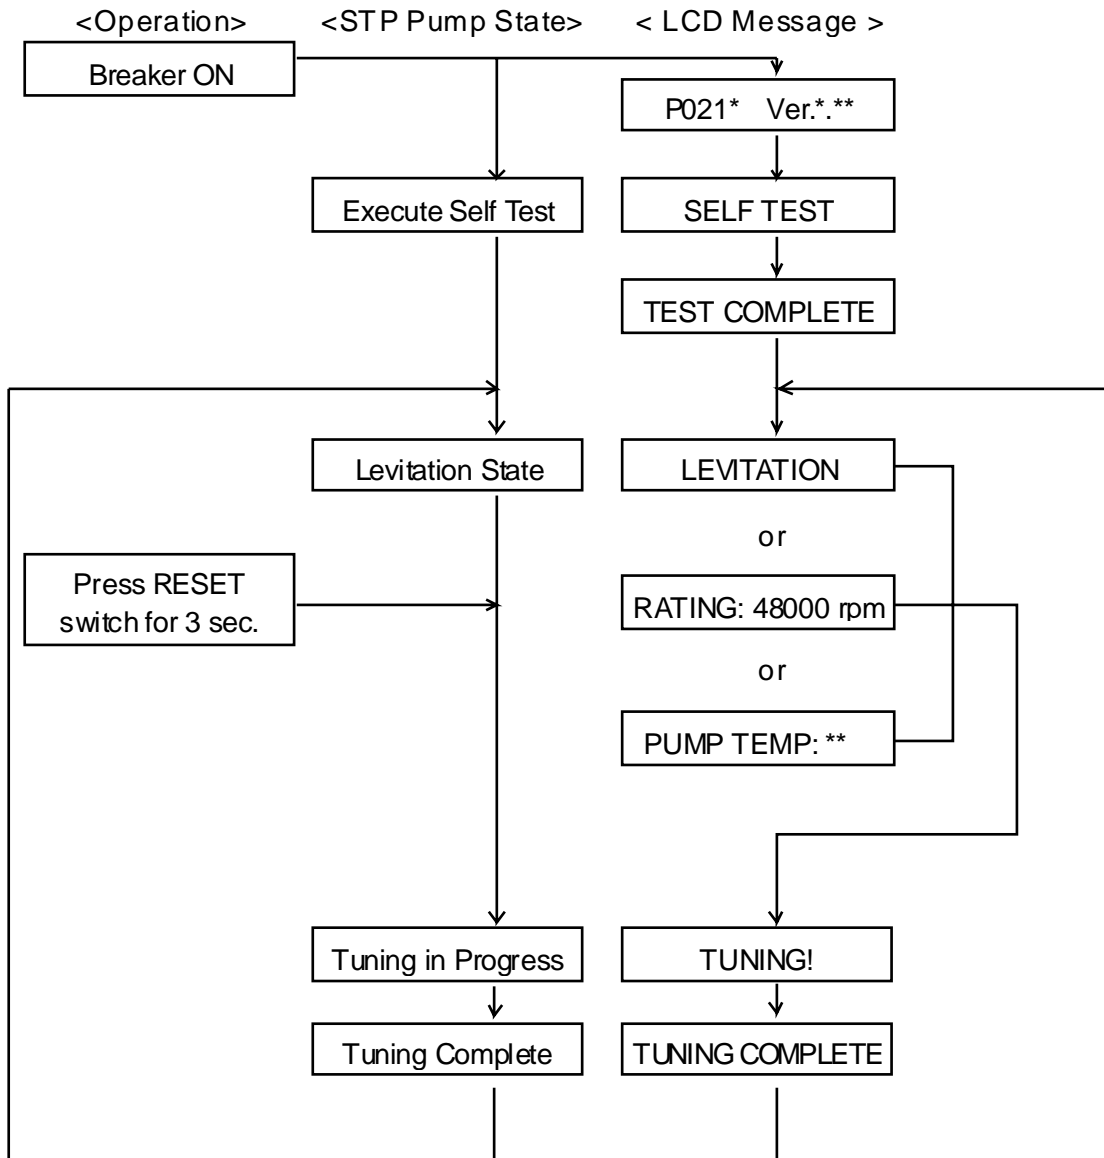 <Operation>
<STP Pump State>
< LCD Message >
Breaker ON
P021* Ver.*.**
Execute Self Test
SELF TEST
TEST COMPLETE
Levitation State
LEVITATION
or
Press RESET
switch for 3 sec.
RATING: 48000 rpm
or
PUMP TEMP: **
Tuning in Progress
TUNING!
Tuning Complete
TUNING COMPLETE